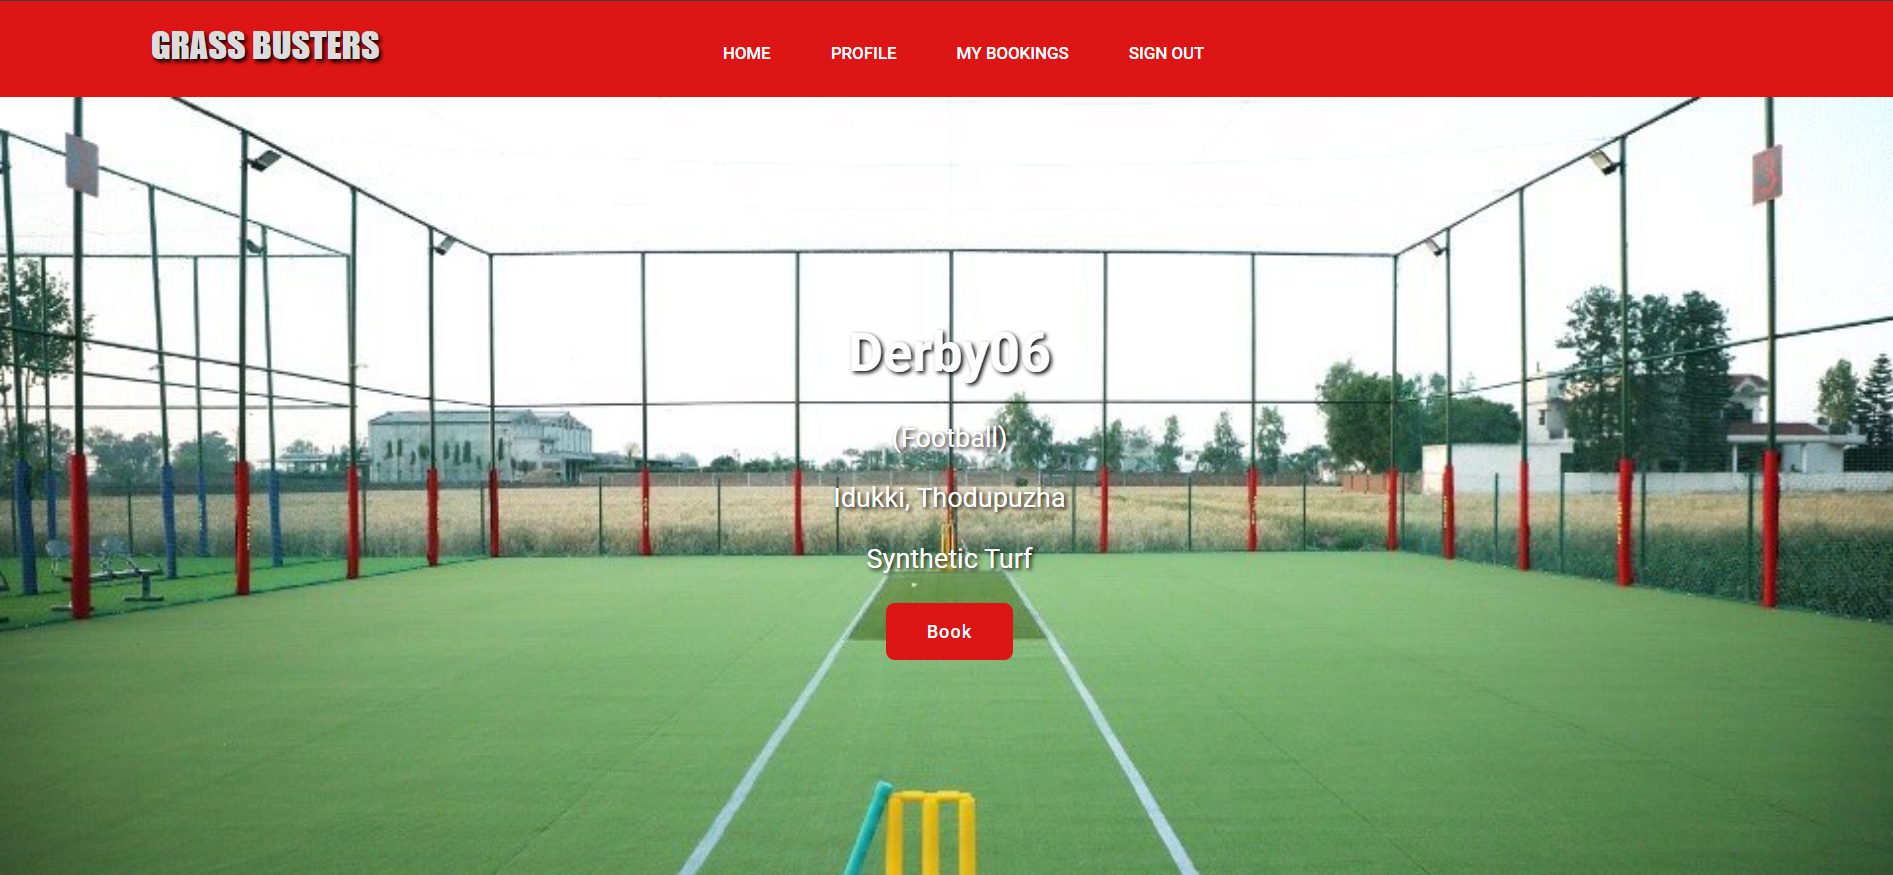 GRASS BUSTERS
HOME PROFILE MY BOOKINGS SIGN OUT
Derby06
(Football)
Idukki, Thodupuzha
Synthetic Turf
Book